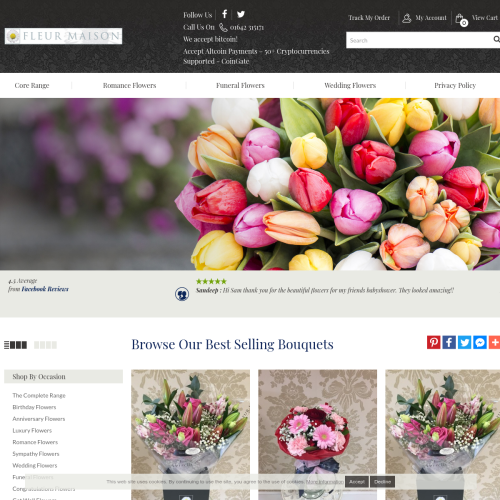 FLEUR MAISON
Follow Us
Call Us On 01642 315171
We accept bitcoin!
Accept Altcoin Payments - 50+ Cryptocurrencies
Supported - CoinGate
Track My Order
My Account
0
View Cart
Search
Core Range
Romance Flowers
Funeral Flowers
Wedding Flowers
Privacy Policy
4.5 Average
from Facebook Reviews
Sandeep : Hi Sam thank you for the beautiful flowers for my friends babyshower. They looked amazing!!
Browse Our Best Selling Bouquets
Shop By Occasion
The Complete Range
Birthday Flowers
Anniversary Flowers
Luxury Flowers
Romance Flowers
Sympathy Flowers
Wedding Flowers
Funeral Flowers
Congratulations Flowers
This web site uses cookies. By continuing to use the site, you agree to the use of cookies. More Information
Accept
Decline